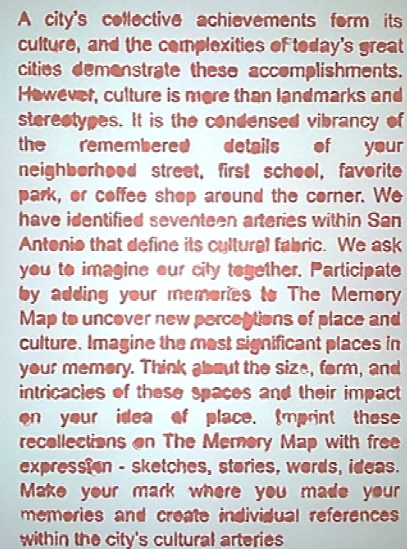 A city's collective achievements form its
culture, and the complexities of today's great
cities demonstrate these accomplishments.
However, culture is more than landmarks and
stereotypes. It is the condensed vibrancy of
the remembered details of your
neighborhood street, first school, favorite
park, or coffee shop around the corner. We
have identified seventeen arteries within San
Antonio that define its cultural fabric. We ask
you to imagine our city together. Participate
by adding your memories to The Memory
Map to uncover new perceptions of place and
culture. Imagine the most significant places in
your memory. Think about the size, form, and
intricacies of these spaces and their impact
on your idea of place. Imprint these
recollections on The Memory Map with free
expression - sketches, stories, words, ideas.
Make your mark where you made your
memories and create individual references
within the city's cultural arteries